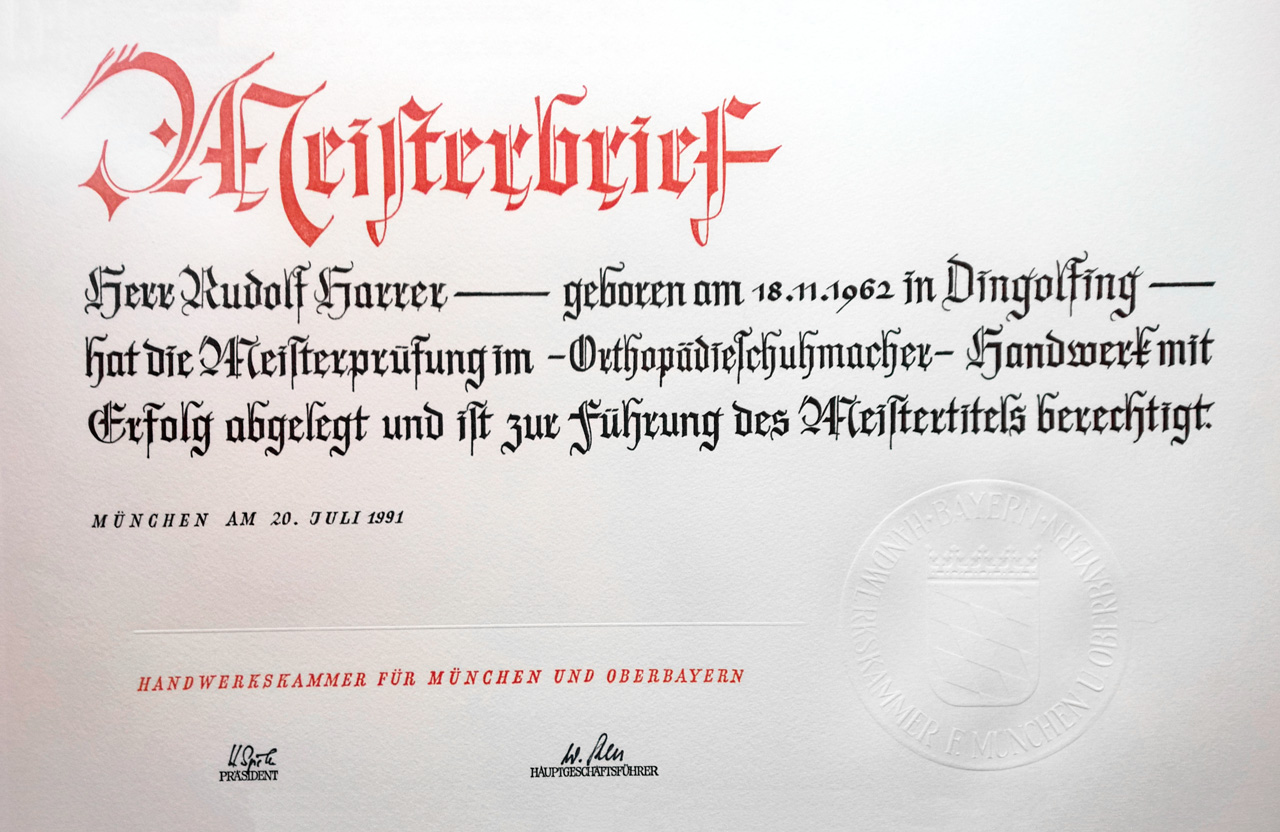 Meisterbrief
Herr Rudolf Harrer — geboren am 18.11.1962 in Dingolfing —
hat die Meisterprüfung im -Orthopädieschuhmacher- Handwerk mit
Erfolg abgelegt und ist zur Führung des Meistertitels berechtigt.
MÜNCHEN AM 20. JULI 1991
BAYERN · HANDWERKSKAMMER F. MÜNCHEN U. OBERBAYERN ·
HANDWERKSKAMMER FÜR MÜNCHEN UND OBERBAYERN
PRÄSIDENT
HAUPTGESCHÄFTSFÜHRER